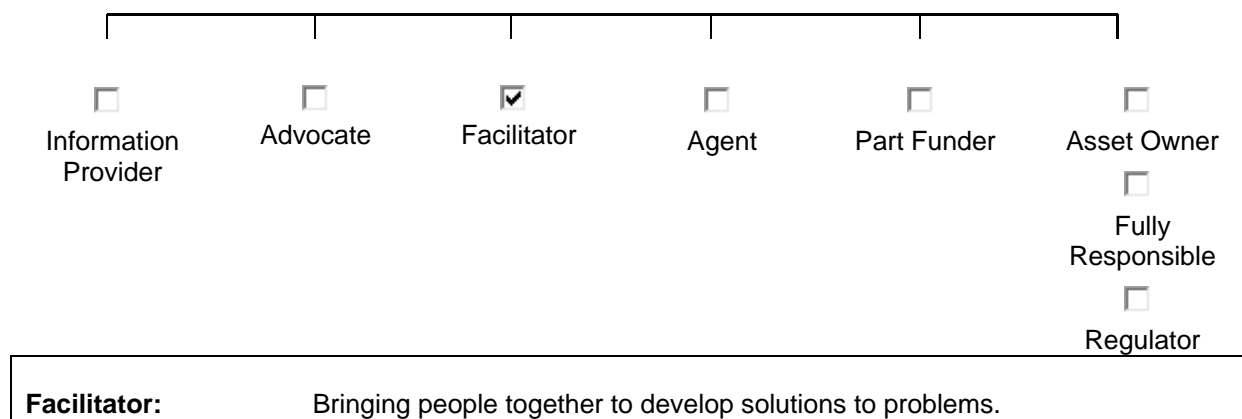 Information
Provider
Advocate
Facilitator
Agent
Part Funder
Asset Owner
Fully
Responsible
Regulator
Facilitator: Bringing people together to develop solutions to problems.